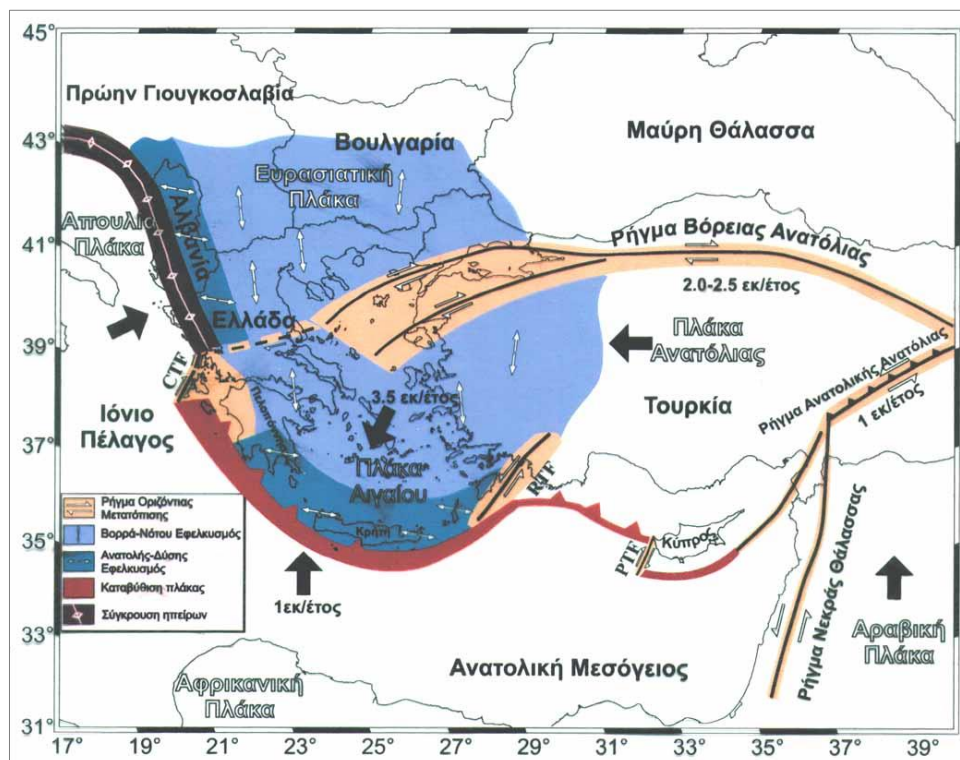 45°
43°
41°
39°
37°
35°
33°
31°
17°
19°
21°
23°
25°
27°
29°
31°
33°
35°
37°
39°
Πρώην Γιουγκοσλαβία
Βουλγαρία
Μαύρη Θάλασσα
Ευρασιατική
Πλάκα
Αλβανία
Απουλία
Πλάκα
Ρήγμα Βόρειας Ανατόλιας
2.0-2.5 εκ/έτος
Ελλάδα
Πλάκα
Ανατόλιας
Ρήγμα Ανατολικής Ανατόλιας
1 εκ/έτος
CTF
Ιόνιο
Πέλαγος
Πελοπόννησος
3.5 εκ/έτος
Τουρκία
Πλάκα
Αιγαίου
RTF
Κρήτη
Κύπρος
PTF
Ρήγμα Νεκράς Θάλασσας
Αραβική
Πλάκα
1εκ/έτος
Ανατολική Μεσόγειος
Αφρικανική
Πλάκα
Ρήγμα Οριζόντιας
Μετατόπισης
Βορρά-Νότου Εφελκυσμός
Ανατολής-Δύσης
Εφελκυσμός
Καταβύθιση πλάκας
Σύγκρουση ηπείρων